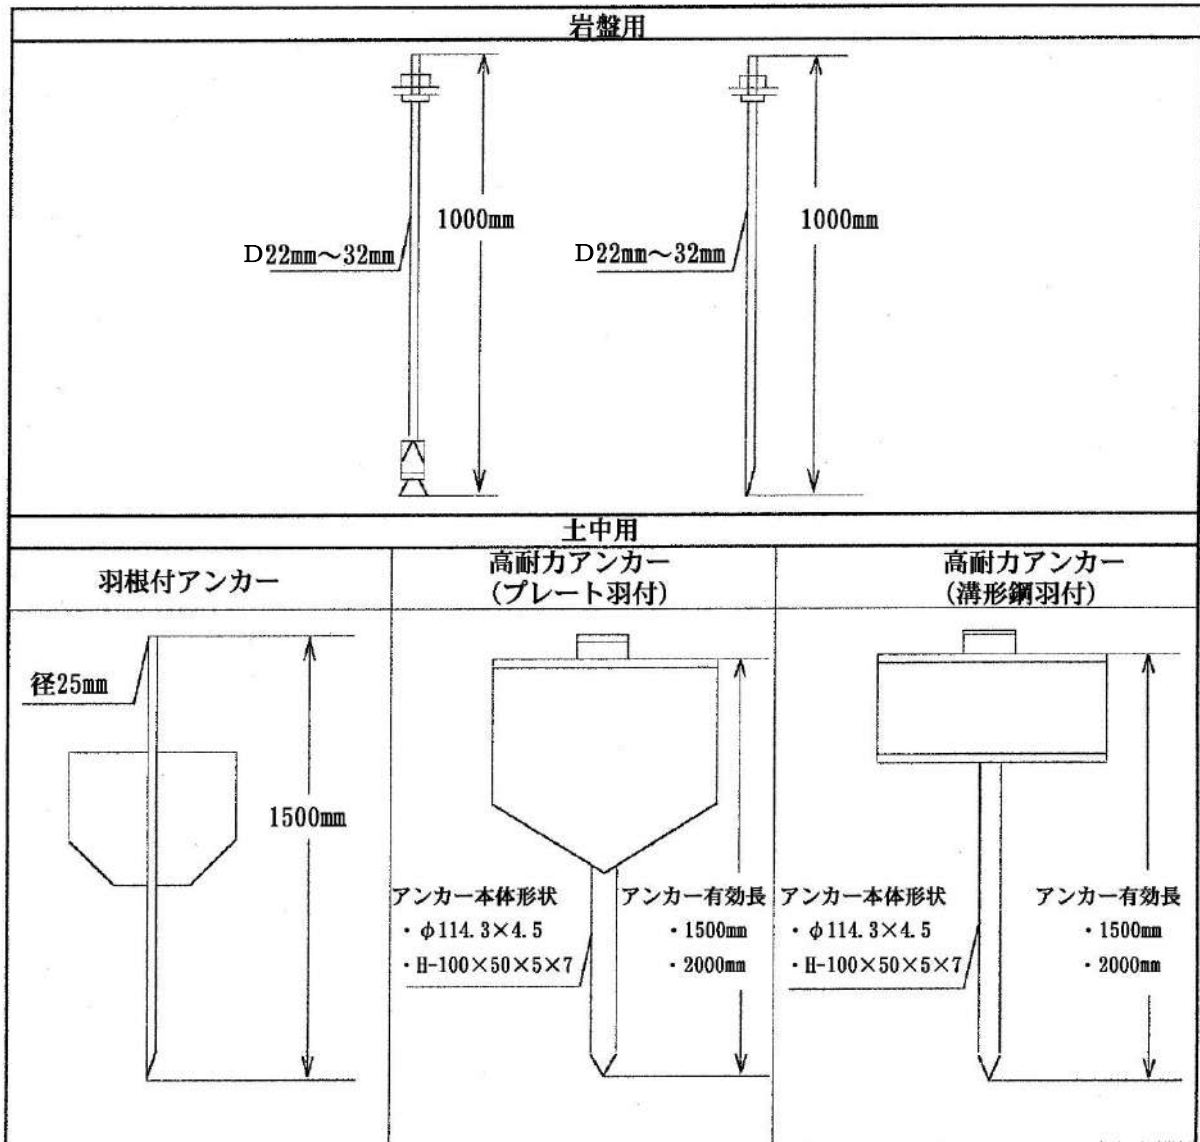 岩盤用
1000mm
D22mm～32mm
1000mm
D22mm～32mm
土中用
羽根付アンカー
径25mm
1500mm
高耐力アンカー
(プレート羽付)
アンカー本体形状
・φ114.3×4.5
・H-100×50×5×7
アンカー有効長
・1500mm
・2000mm
高耐力アンカー
(溝形鋼羽付)
アンカー本体形状
・φ114.3×4.5
・H-100×50×5×7
アンカー有効長
・1500mm
・2000mm